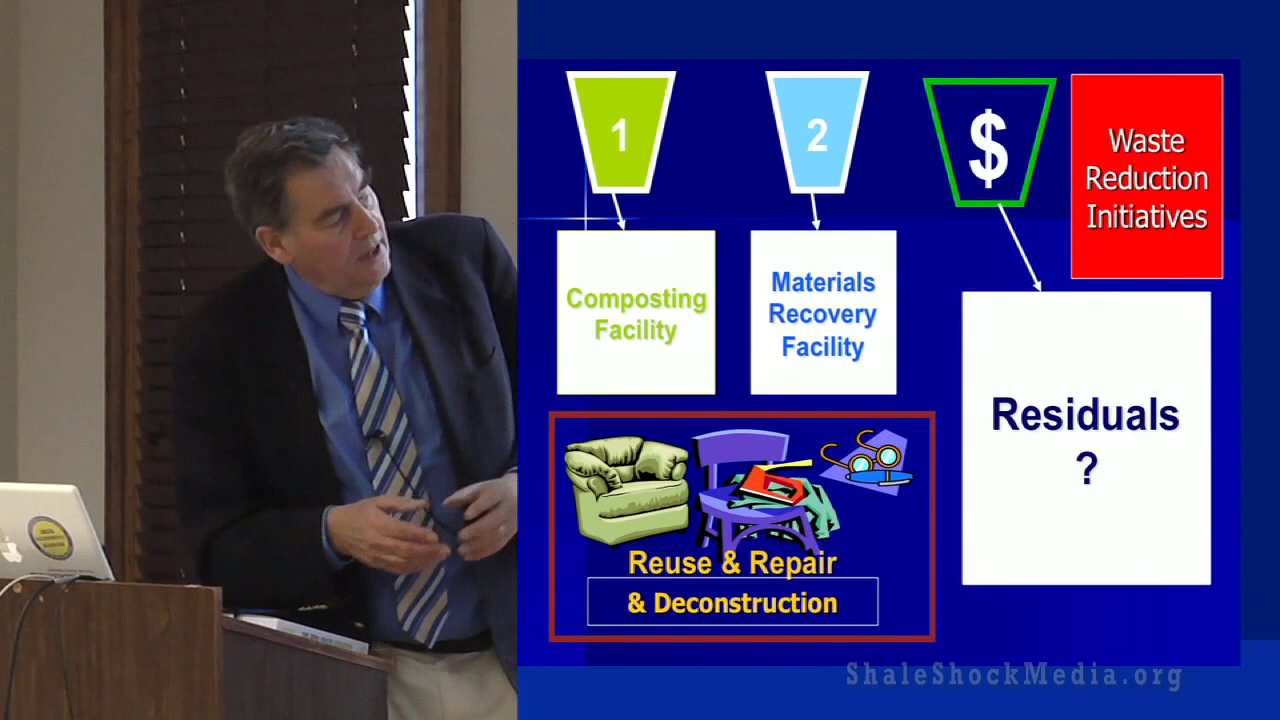 1
2
$
Waste
Reduction
Initiatives
Composting
Facility
Materials
Recovery
Facility
Residuals
?
Reuse & Repair
& Deconstruction
ShaleShockMedia.org